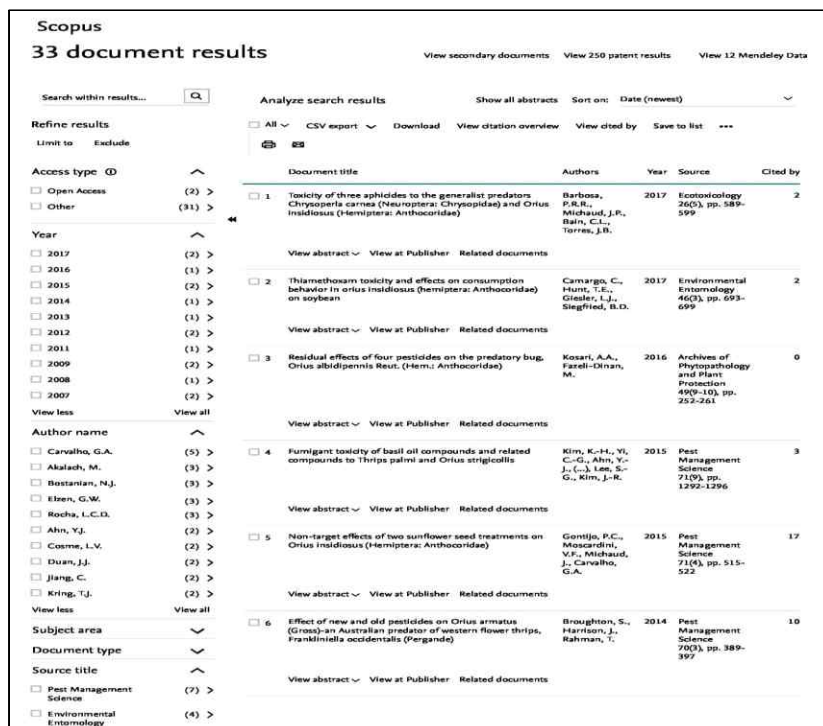 Scopus
33 document results
View secondary documents View 250 patent results View 12 Mendeley Data
Search within results...
Refine results
Limit to Exclude
Access type
Open Access (2)
Other (31)
Year
2017 (2)
2016 (1)
2015 (2)
2014 (1)
2013 (1)
2012 (2)
2011 (1)
2009 (2)
2008 (1)
2007 (2)
View less View all
Author name
Carvalho, G.A. (5)
Akalach, M. (3)
Bostanian, N.J. (3)
Elzen, G.W. (3)
Rocha, L.C.D. (3)
Ahn, Y.J. (2)
Cosme, L.V. (2)
Duan, J.J. (2)
Jiang, C. (2)
Kring, T.J. (2)
View less View all
Subject area
Document type
Source title
Pest Management
Science (7)
Environmental
Entomology (4)
Analyze search results Show all abstracts Sort on: Date (newest)
All CSV export Download View citation overview View cited by Save to list •••
Document title Authors Year Source Cited by
1 Toxicity of three aphicides to the generalist predators Barbosa, 2017 Ecotoxicology 2
Chrysoperla carnea (Neuroptera: Chrysopidae) and Orius P.R.R., 26(5), pp. 589-
insidiosus (Hemiptera: Anthocoridae) Michaud, J.P., 599
Bain, C.L.,
Torres, J.B.
View abstract View at Publisher Related documents
2 Thiamethoxam toxicity and effects on consumption Camargo, C., 2017 Environmental 2
behavior in orius insidiosus (hemiptera: Anthocoridae) Hunt, T.E., Entomology
on soybean Giesler, L.J., 46(3), pp. 693-
Siegfried, B.D. 699
View abstract View at Publisher Related documents
3 Residual effects of four pesticides on the predatory bug, Kosari, A.A., 2016 Archives of 0
Orius albidipennis Reut. (Hem.: Anthocoridae) Fazeli-Dinan, Phytopathology
M. and Plant
Protection
49(9-10), pp.
252-261
View abstract View at Publisher Related documents
4 Fumigant toxicity of basil oil compounds and related Kim, K.-H., Yi, 2015 Pest 3
compounds to Thrips palmi and Orius strigicollis C.-G., Ahn, Y.- Management
J., (...), Lee, S.- Science
G., Kim, J.-R. 71(9), pp.
1292-1296
View abstract View at Publisher Related documents
5 Non-target effects of two sunflower seed treatments on Gontijo, P.C., 2015 Pest 17
Orius insidiosus (Hemiptera: Anthocoridae) Moscardini, Management
V.F., Michaud, Science
J., Carvalho, 71(4), pp. 515-
G.A. 522
View abstract View at Publisher Related documents
6 Effect of new and old pesticides on Orius armatus Broughton, S., 2014 Pest 10
(Gross)-an Australian predator of western flower thrips, Harrison, J., Management
Frankliniella occidentalis (Pergande) Rahman, T. Science
70(3), pp. 389-
397
View abstract View at Publisher Related documents